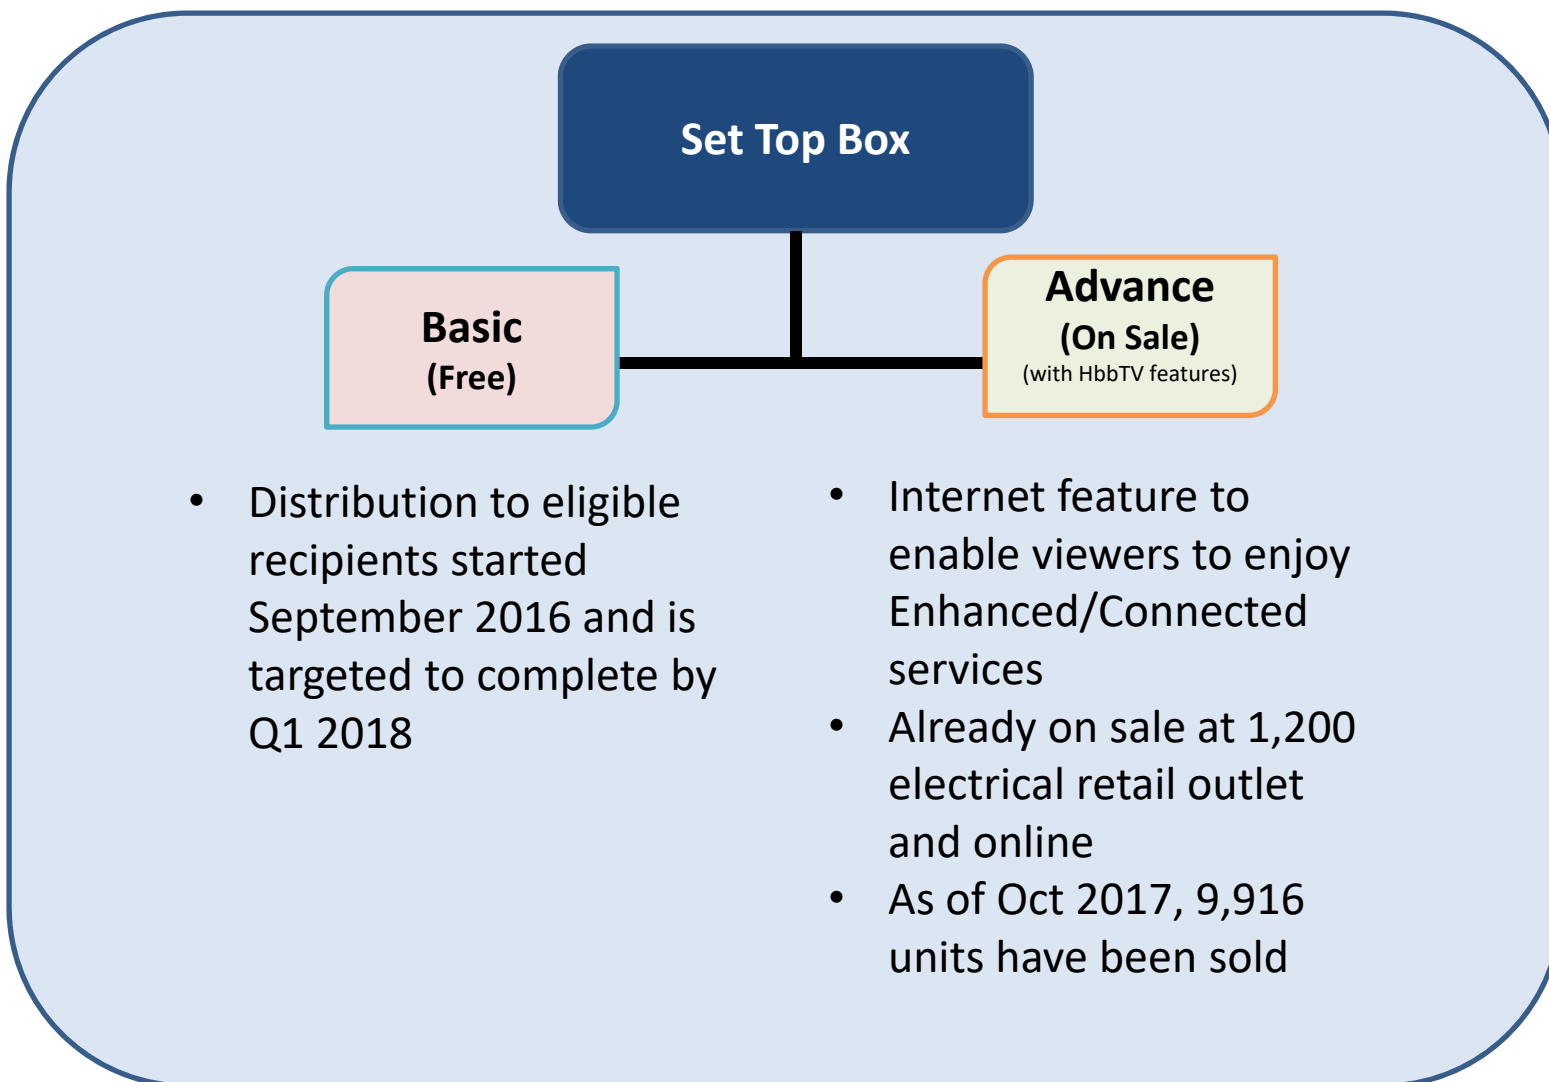 Set Top Box
Basic
(Free)
Advance
(On Sale)
(with HbbTV features)
• Distribution to eligible
recipients started
September 2016 and is
targeted to complete by
Q1 2018
• Internet feature to
enable viewers to enjoy
Enhanced/Connected
services
• Already on sale at 1,200
electrical retail outlet
and online
• As of Oct 2017, 9,916
units have been sold